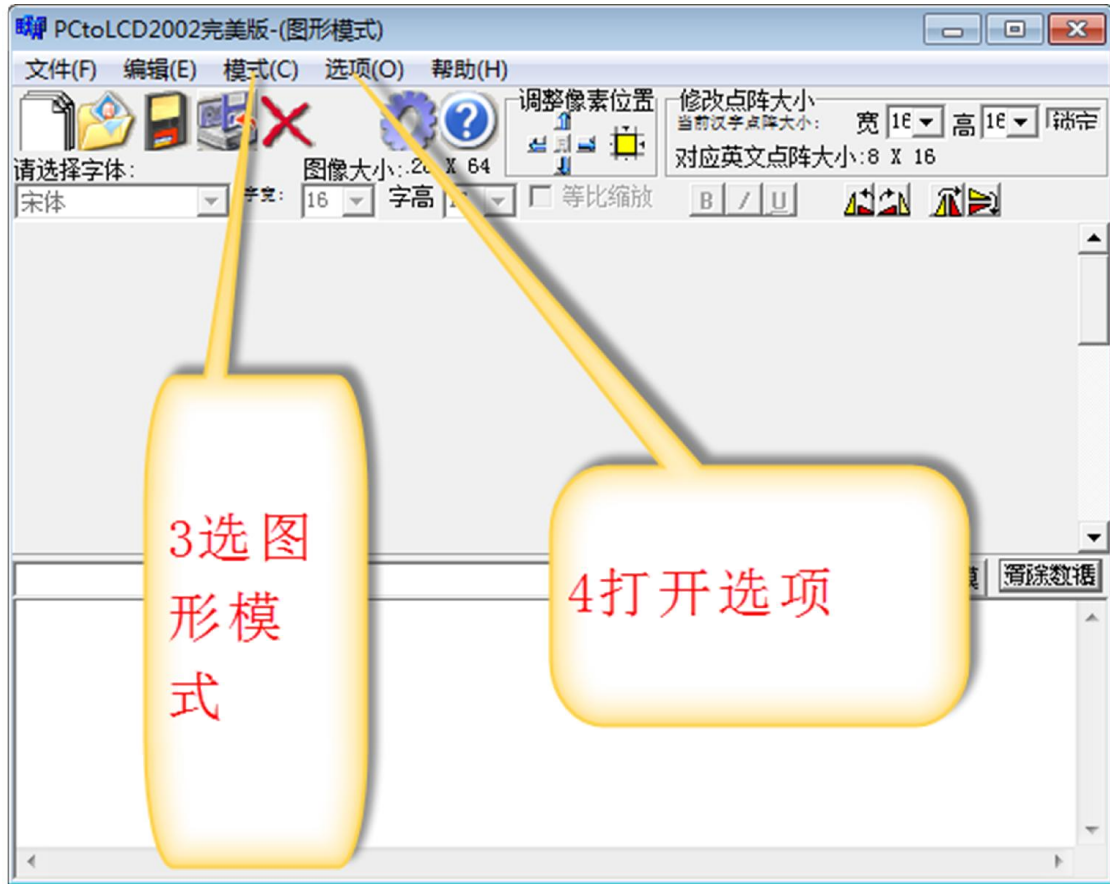 PCtoLCD2002完美版-(图形模式)
文件(F) 编辑(E) 模式(C) 选项(O) 帮助(H)
调整像素位置
修改点阵大小
当前汉字点阵大小: 宽 16 高 16 锁定
请选择字体: 图像大小: X 64
对应英文点阵大小:8 X 16
宋体 字宽: 16 字高 等比缩放 B I U
3选图
形模
式
4打开选项
清除数据